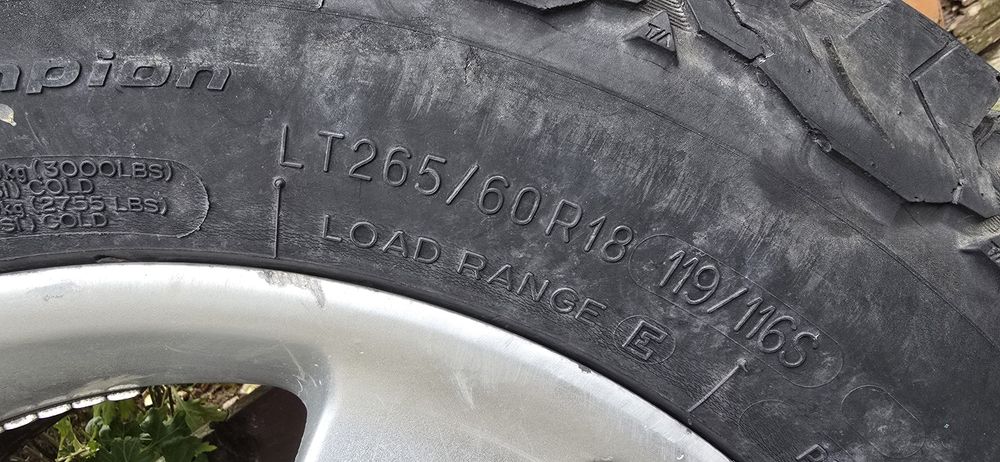 mpion
kg (3000LBS)
COLD
kg (2755 LBS)
SI) COLD
LT265/60R18 119/116S
LOAD RANGE E